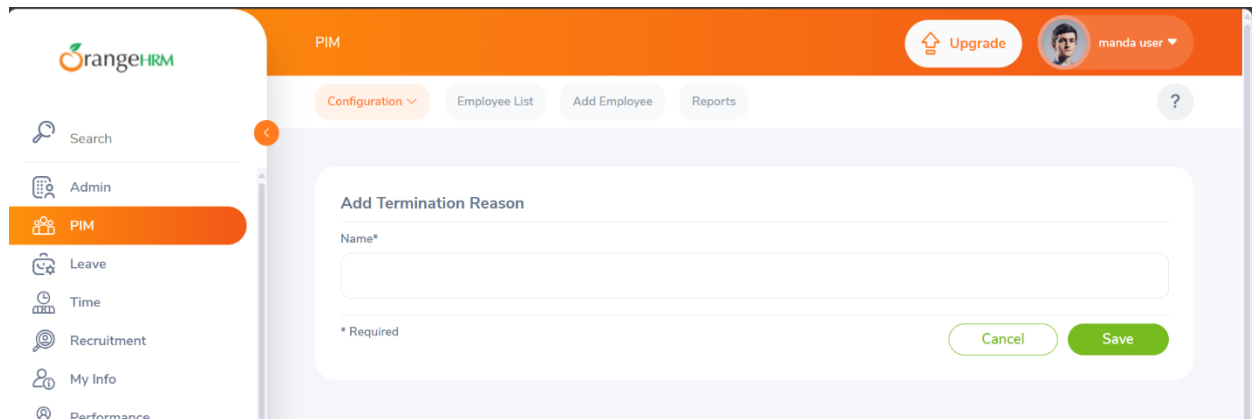 OrangeHRM
Search
Admin
PIM
Leave
Time
Recruitment
My Info
Performance
PIM
Upgrade
manda user
Configuration
Employee List
Add Employee
Reports
?
Add Termination Reason
Name*
* Required
Cancel
Save